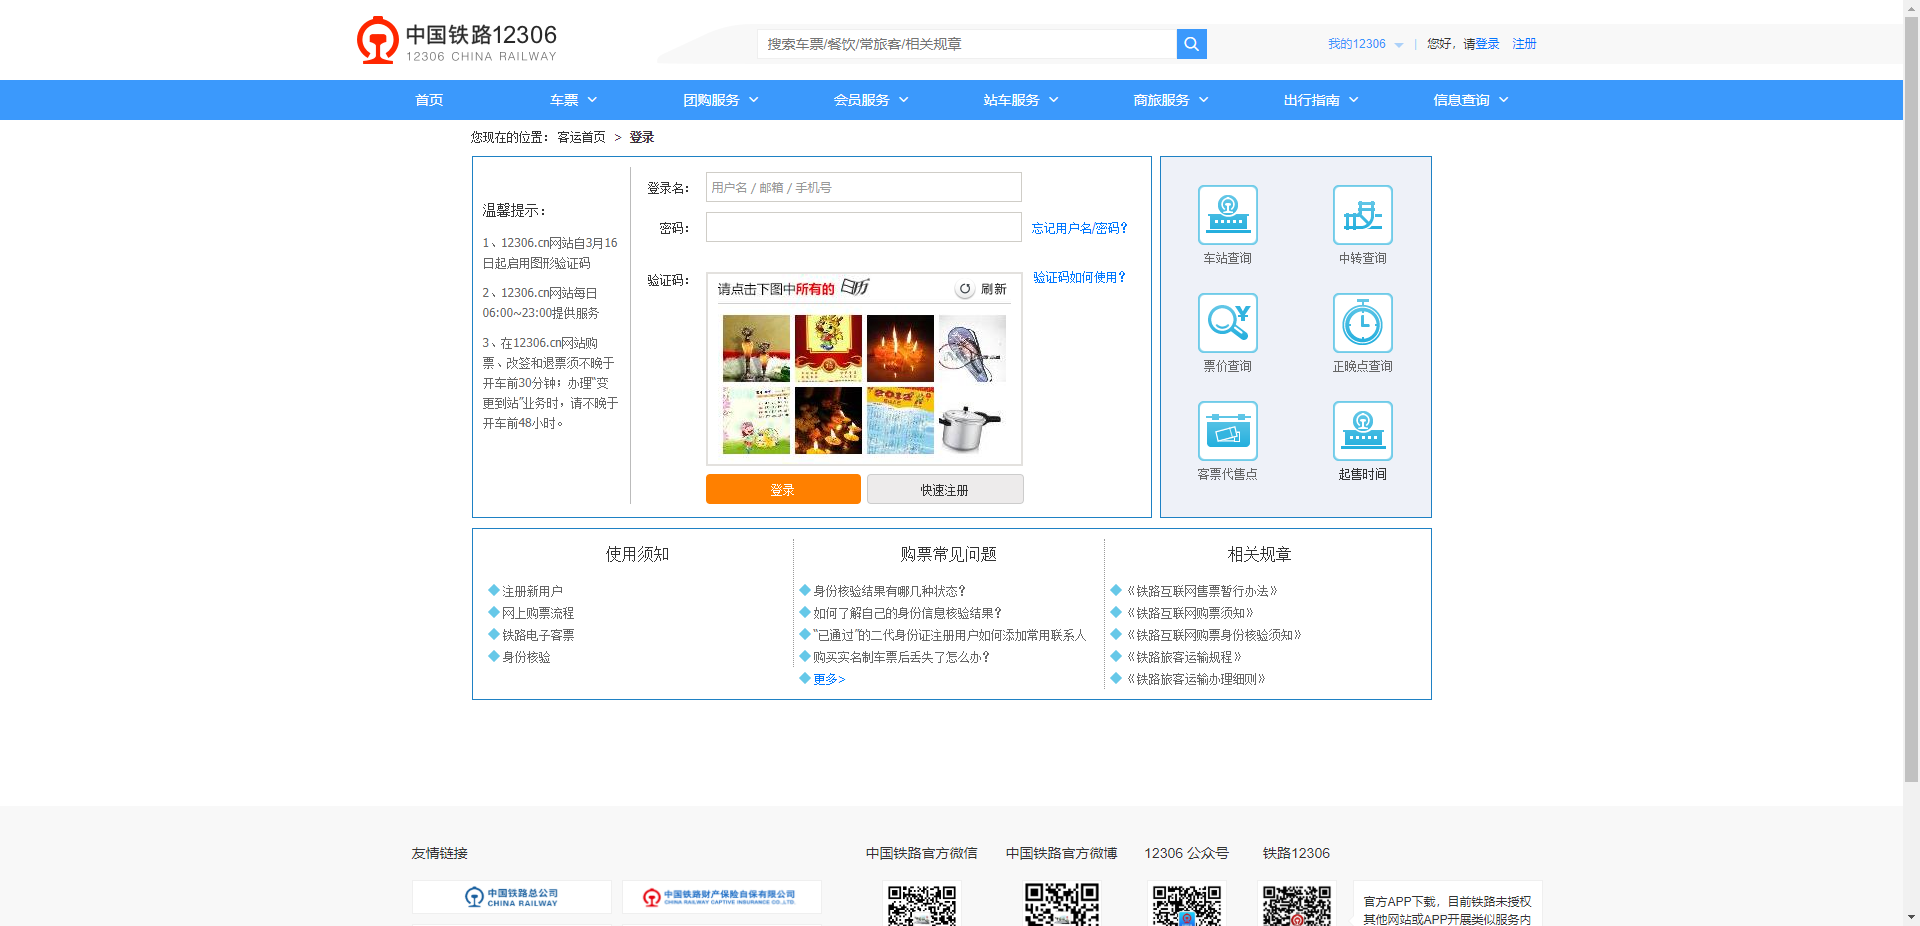 中国铁路12306
12306 CHINA RAILWAY
搜索车票/餐饮/常旅客/相关规章
我的12306 | 您好，请登录 注册
首页 车票 团购服务 会员服务 站车服务 商旅服务 出行指南 信息查询
您现在的位置：客运首页 > 登录
温馨提示：
1、12306.cn网站自3月16
日起启用图形验证码
2、12306.cn网站每日
06:00~23:00提供服务
3、在12306.cn网站购
票、改签和退票须不晚于
开车前30分钟；办理“变
更到站”业务时，请不晚于
开车前48小时。
登录名： 用户名 / 邮箱 / 手机号
密码： 忘记用户名/密码？
验证码： 验证码如何使用？
请点击下图中所有的 日历 刷新
2012
登录 快速注册
车站查询 中转查询
票价查询 正晚点查询
客票代售点 起售时间
使用须知
注册新用户
网上购票流程
铁路电子客票
身份核验
购票常见问题
身份核验结果有哪几种状态？
如何了解自己的身份信息核验结果？
“已通过”的二代身份证注册用户如何添加常用联系人
购买实名制车票后丢失了怎么办？
更多>
相关规章
《铁路互联网售票暂行办法》
《铁路互联网购票须知》
《铁路互联网购票身份核验须知》
《铁路旅客运输规程》
《铁路旅客运输办理细则》
友情链接
中国铁路总公司
CHINA RAILWAY
中国铁路财产保险自保有限公司
CHINA RAILWAY CAPTIVE INSURANCE CO.,LTD.
中国铁路官方微信 中国铁路官方微博 12306 公众号 铁路12306
官方APP下载，目前铁路未授权
其他网站或APP开展类似服务内